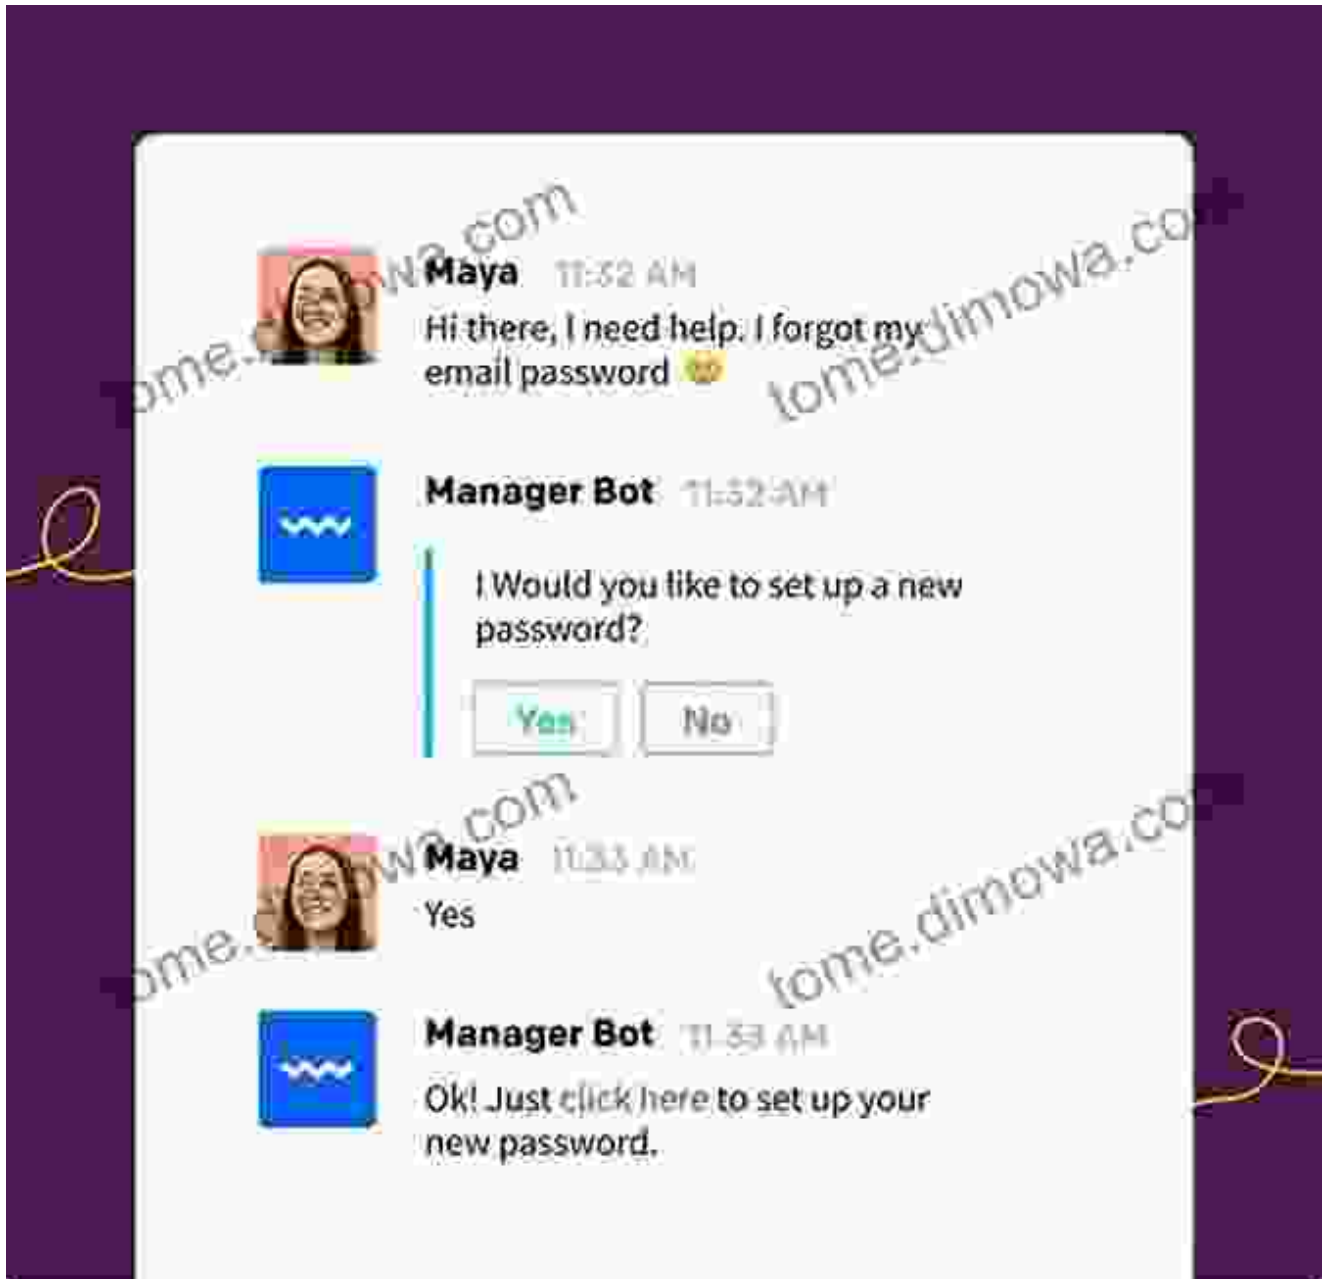 Maya 11:32 AM
Hi there, I need help. I forgot my
email password
Manager Bot 11:32 AM
I Would you like to set up a new
password?
Yes No
Maya 11:33 AM
Yes
Manager Bot 11:33 AM
Ok! Just click here to set up your
new password.
tome.dimowa.com
tome.dimowa.co
tome.dimowa.com
tome.dimowa.co